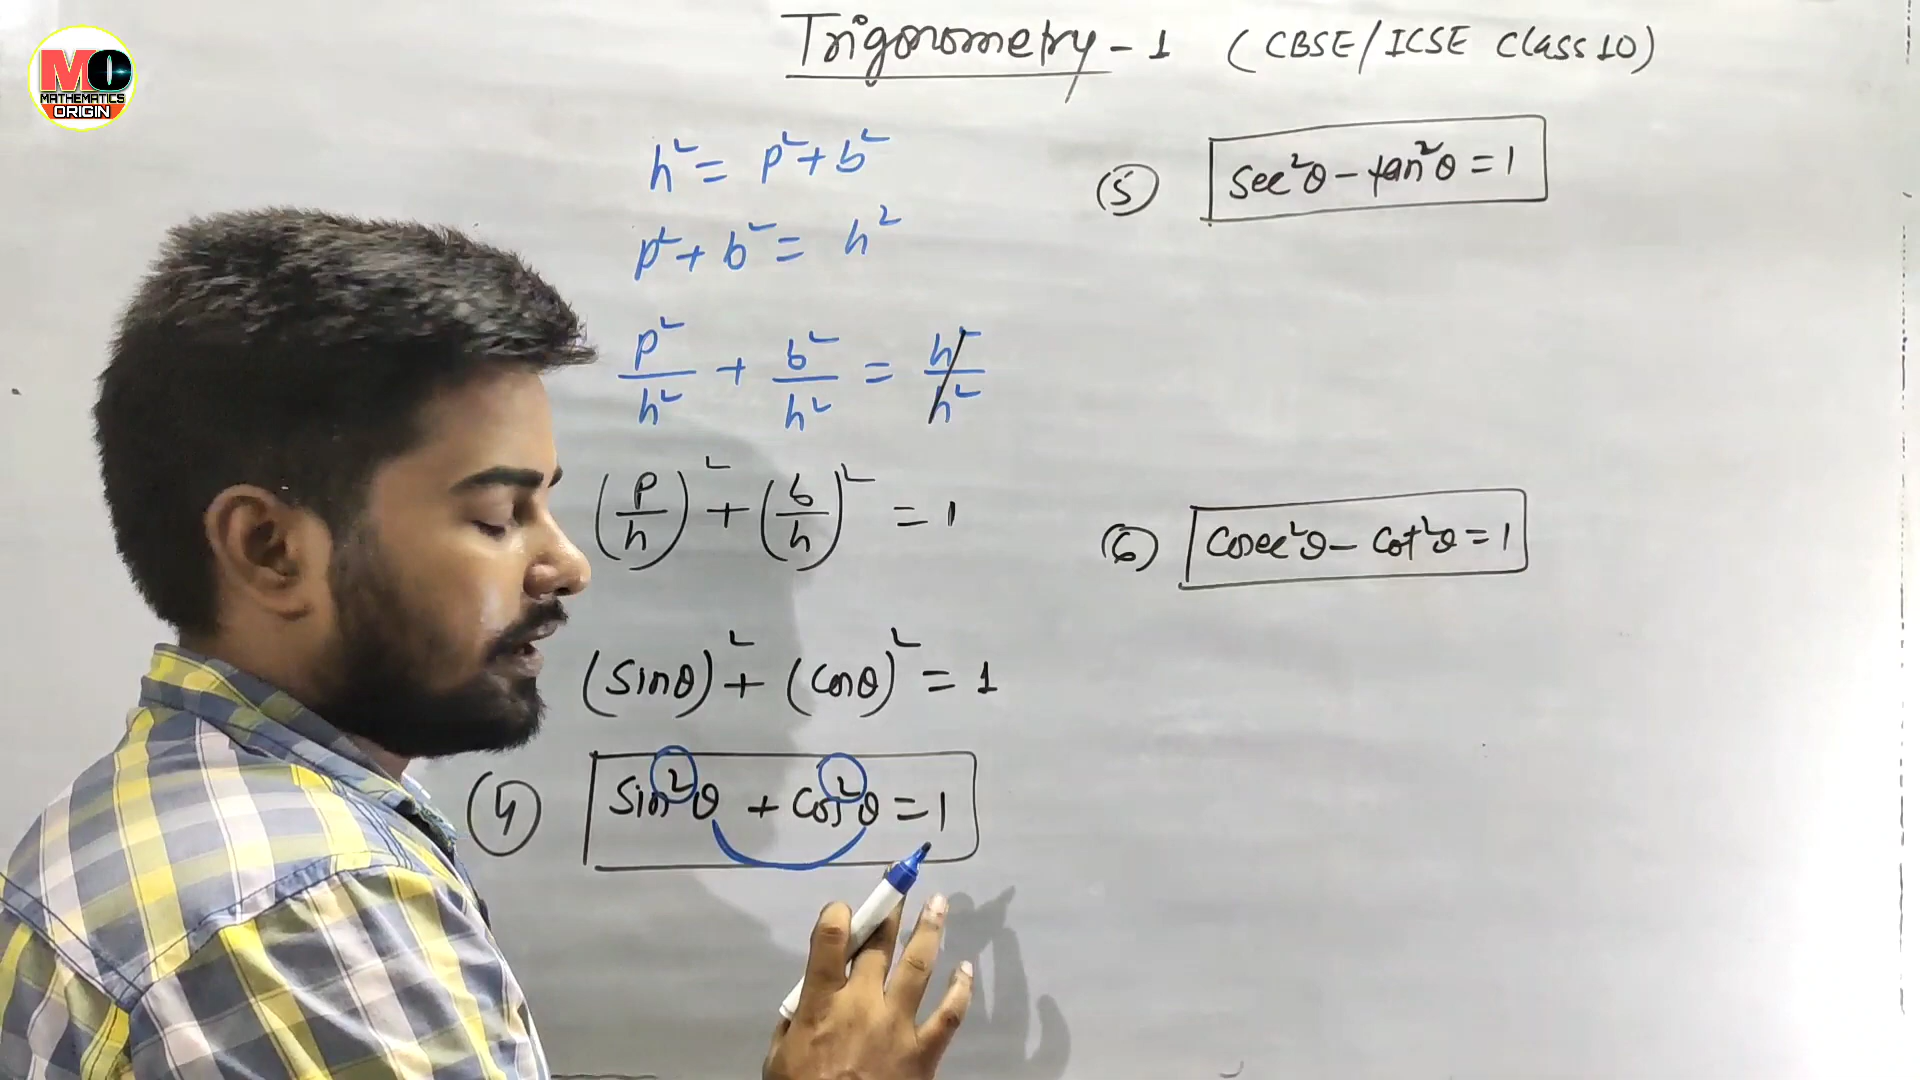 MO
MATHEMATICS
ORIGIN
Trigonometry - 1 (CBSE/ICSE Class 10)
h² = p² + b²
p² + b² = h²
p²/h² + b²/h² = h²/h²
(p/h)² + (b/h)² = 1
(Sinθ)² + (Cosθ)² = 1
(4) Sin²θ + Cos²θ = 1
(5) Sec²θ - tan²θ = 1
(6) Cosec²θ - Cot²θ = 1